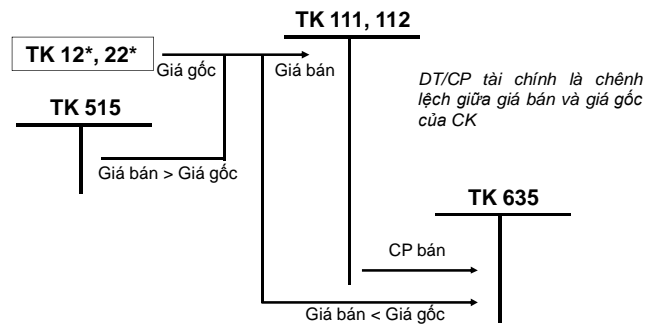 TK 111, 112
TK 12*, 22*
Giá gốc
Giá bán
DT/CP tài chính là chênh
lệch giữa giá bán và giá gốc
của CK
TK 515
Giá bán > Giá gốc
TK 635
CP bán
Giá bán < Giá gốc